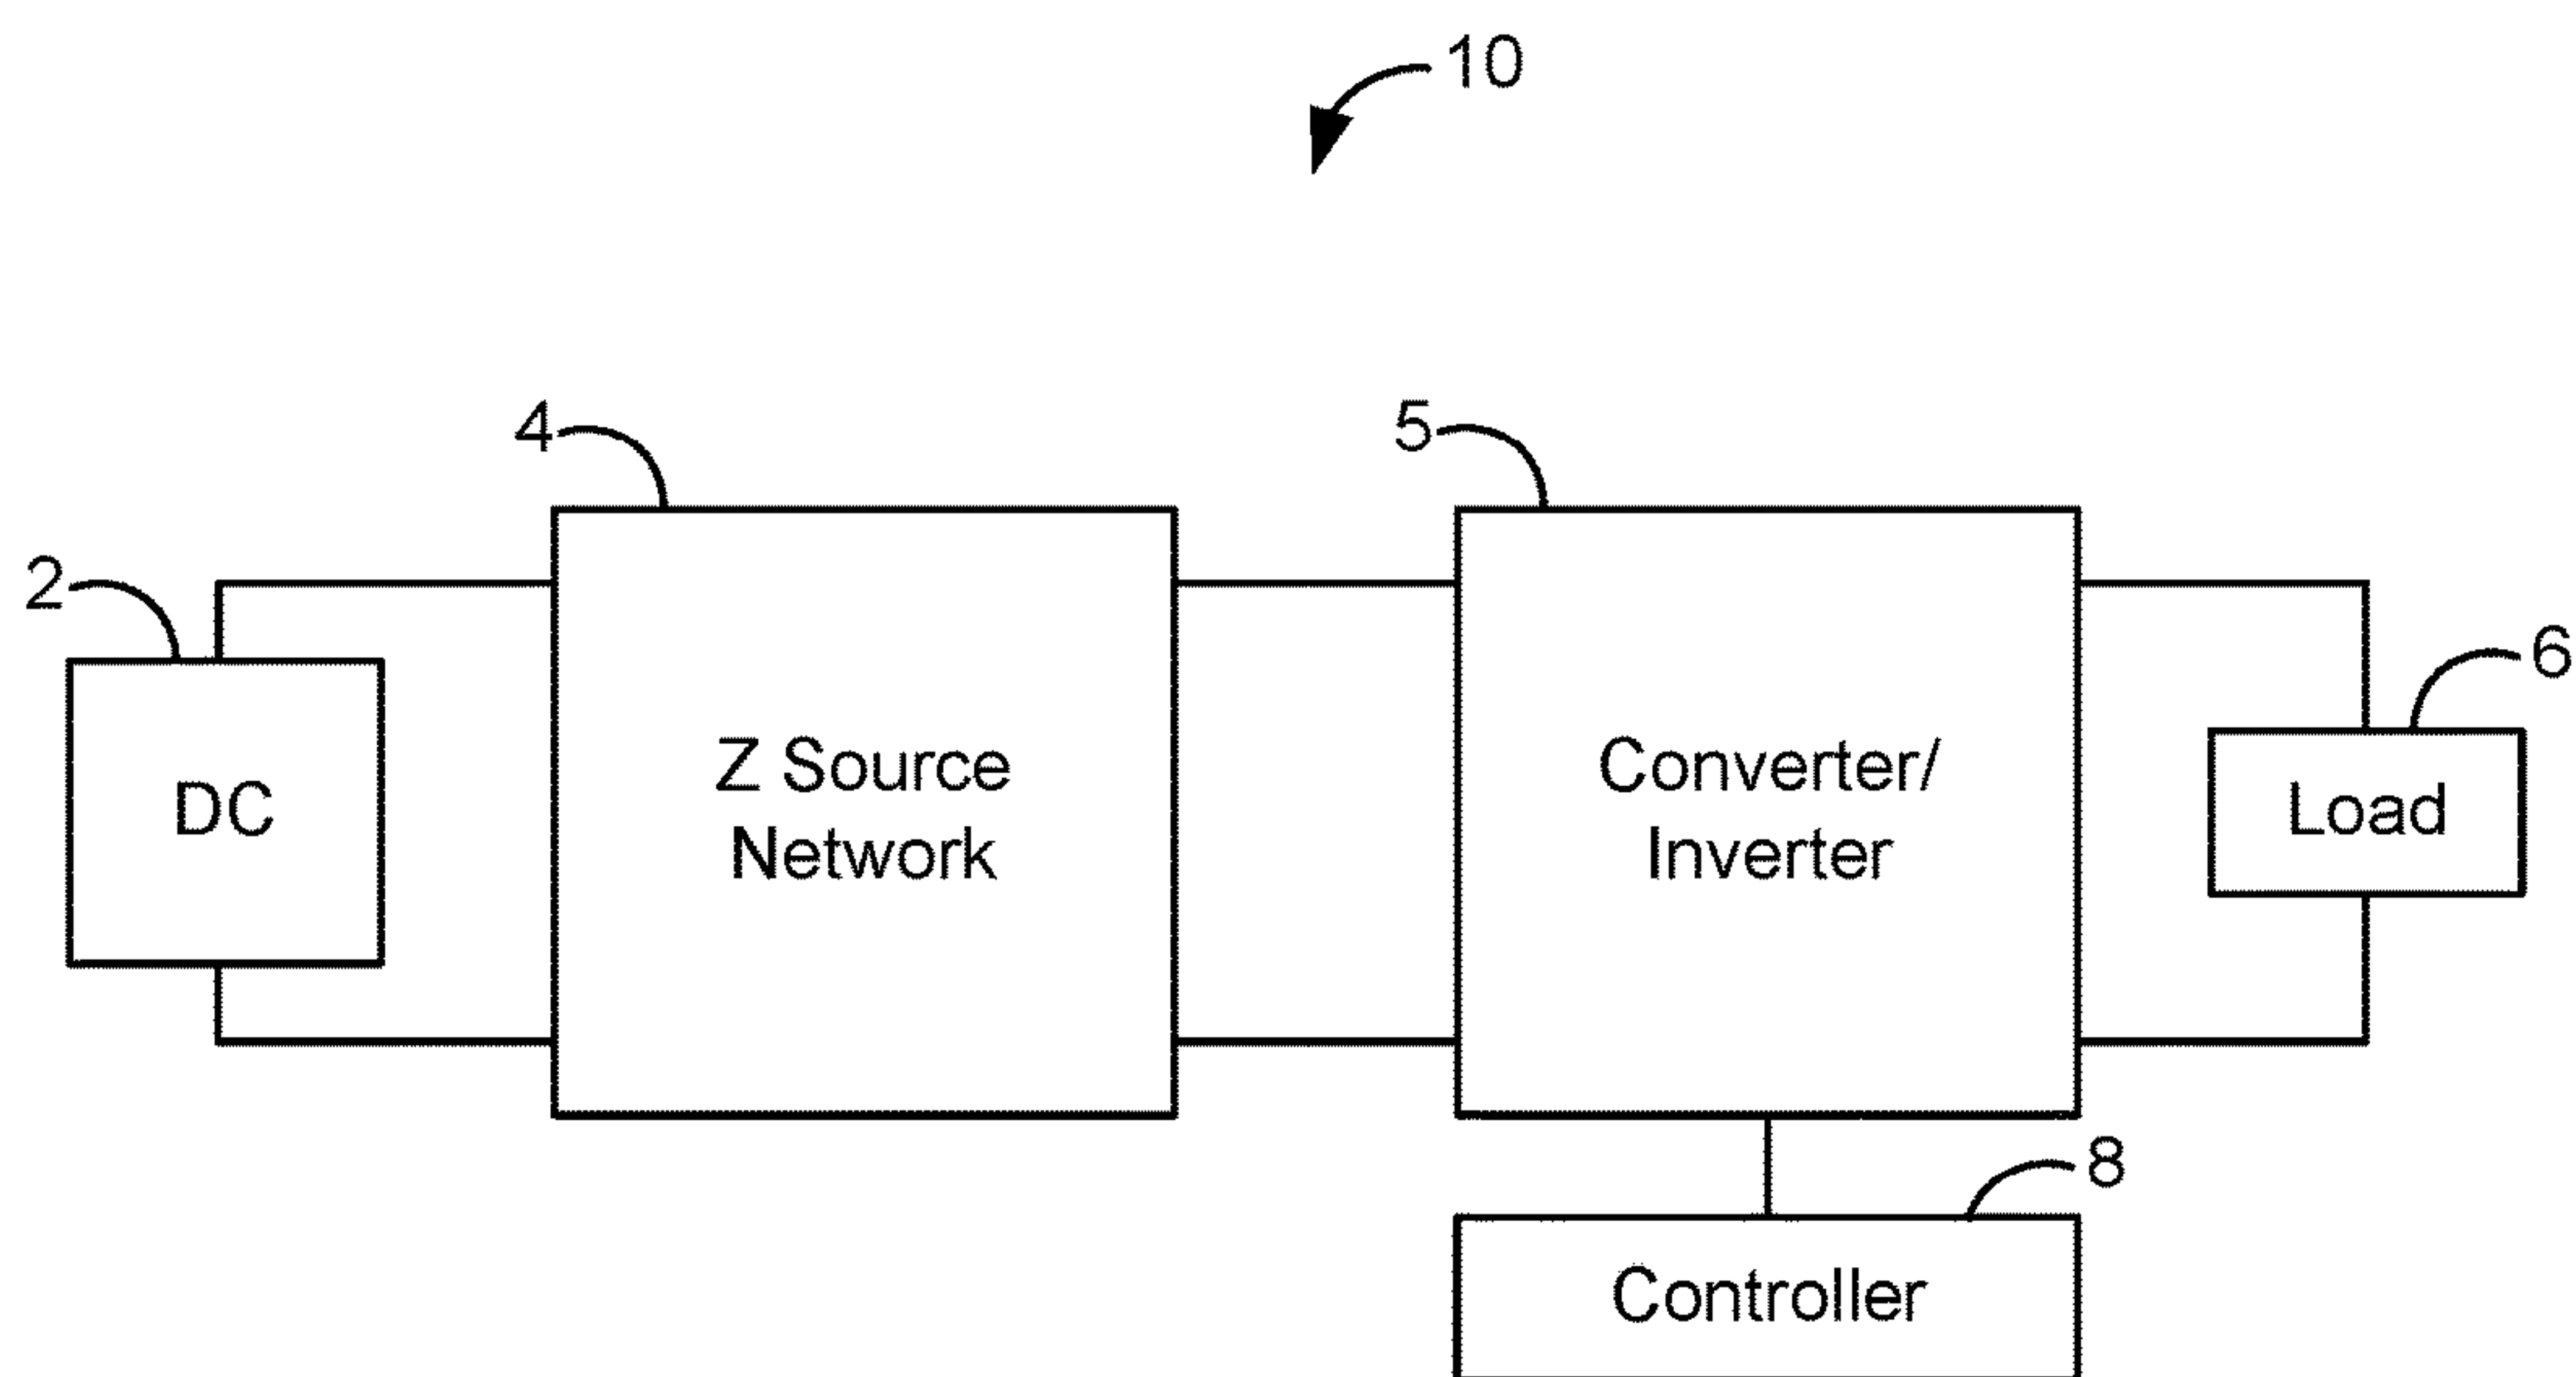 10
4
5
2
6
DC
Z Source
Network
Converter/
Inverter
Load
8
Controller